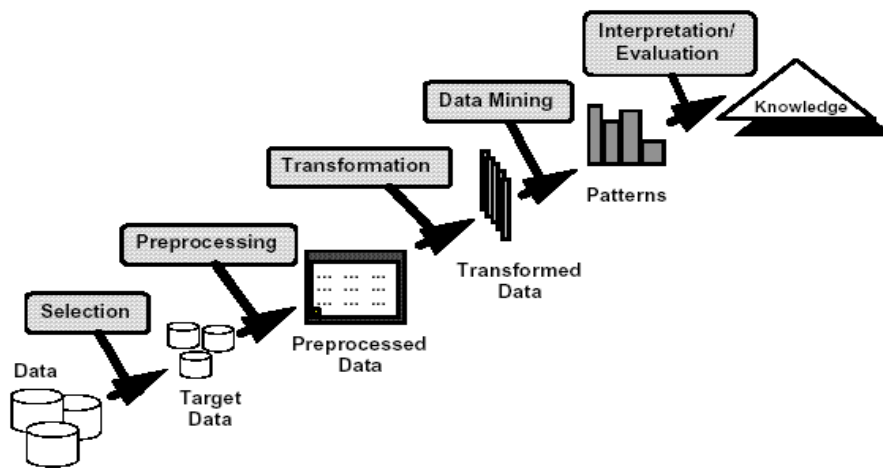 Interpretation/
Evaluation
Data Mining
Knowledge
Transformation
Patterns
Preprocessing
Transformed
Data
Selection
Preprocessed
Data
Data
Target
Data
... ... ...
... ... ...
... ... ...